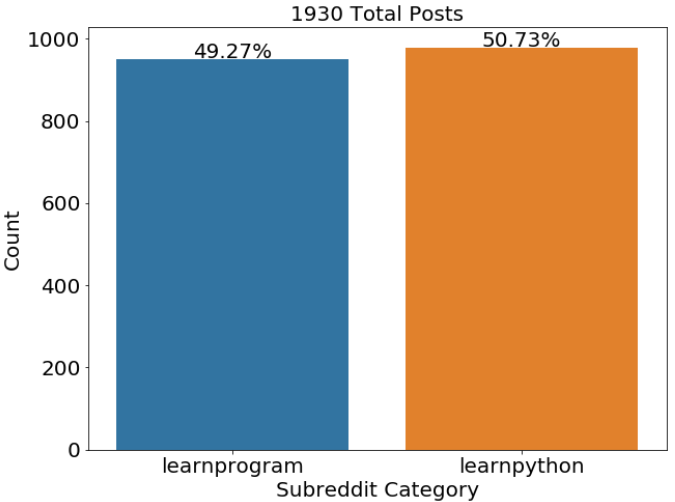 1930 Total Posts
49.27%
50.73%
1000
800
600
400
200
0
Count
learnprogram
learnpython
Subreddit Category